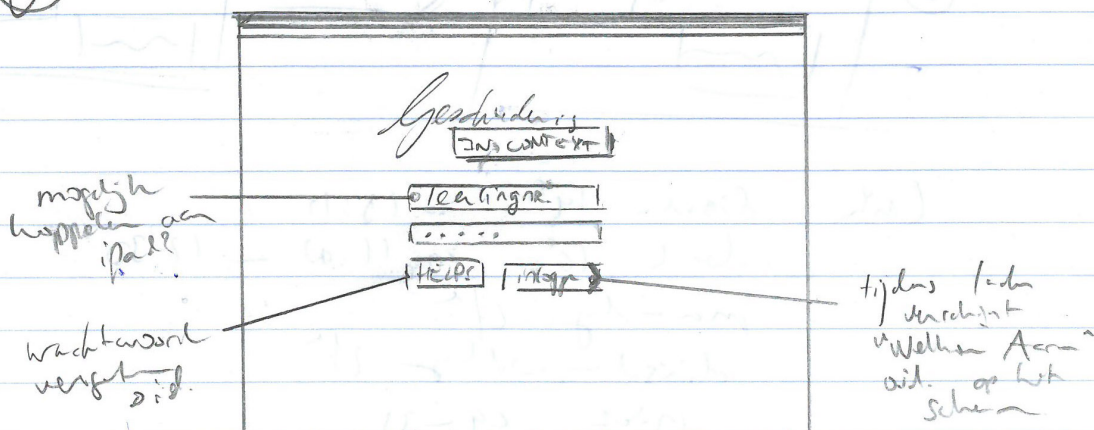 Geschiedenis
IN CONTEXT
leerlingnr
.....
HELP!
inloggen
mogelijk
koppelen aan
ipad?
wachtwoord
vergeten
oid.
tijdens laden
verschijnt
"Welkom Aaron"
oid. op het
scherm